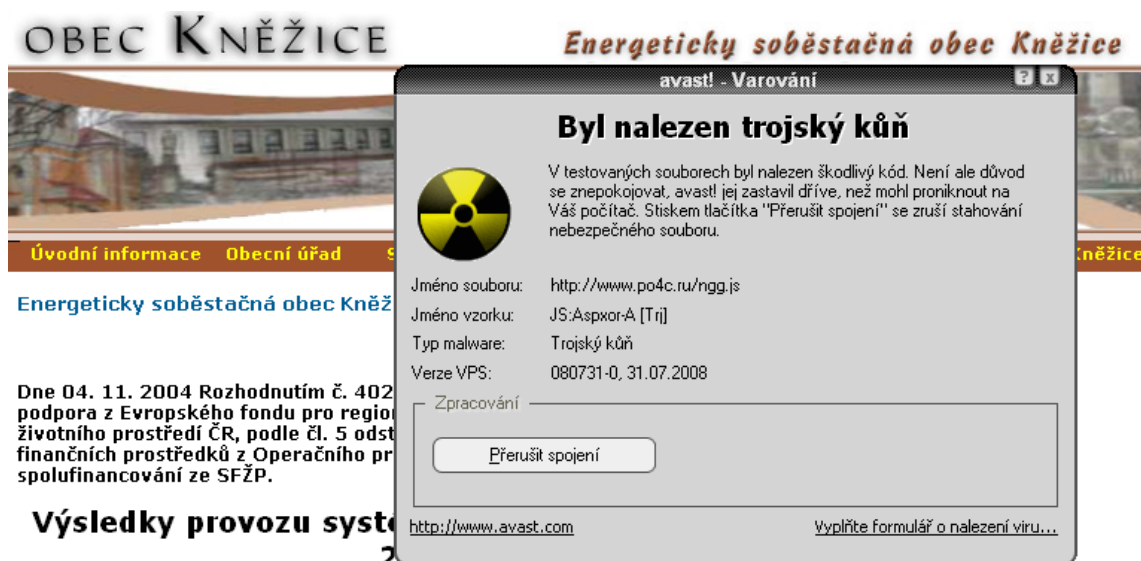 OBEC KNĚŽICE
Energeticky soběstačná obec Kněžice
avast! - Varování
Byl nalezen trojský kůň
V testovaných souborech byl nalezen škodlivý kód. Není ale důvod
se znepokojovat, avast! jej zastavil dříve, než mohl proniknout na
Váš počítač. Stiskem tlačítka "Přerušit spojení" se zruší stahování
nebezpečného souboru.
Úvodní informace Obecní úřad
Kněžice
Jméno souboru: http://www.po4c.ru/ngg.js
Jméno vzorku: JS:Aspxor-A [Trj]
Typ malware: Trojský kůň
Verze VPS: 080731-0, 31.07.2008
Zpracování
Přerušit spojení
http://www.avast.com
Vyplňte formulář o nalezení viru...
Energeticky soběstačná obec Kněž
Dne 04. 11. 2004 Rozhodnutím č. 402
podpora z Evropského fondu pro region
životního prostředí ČR, podle čl. 5 odst
finančních prostředků z Operačního pr
spolufinancování ze SFŽP.
Výsledky provozu systé